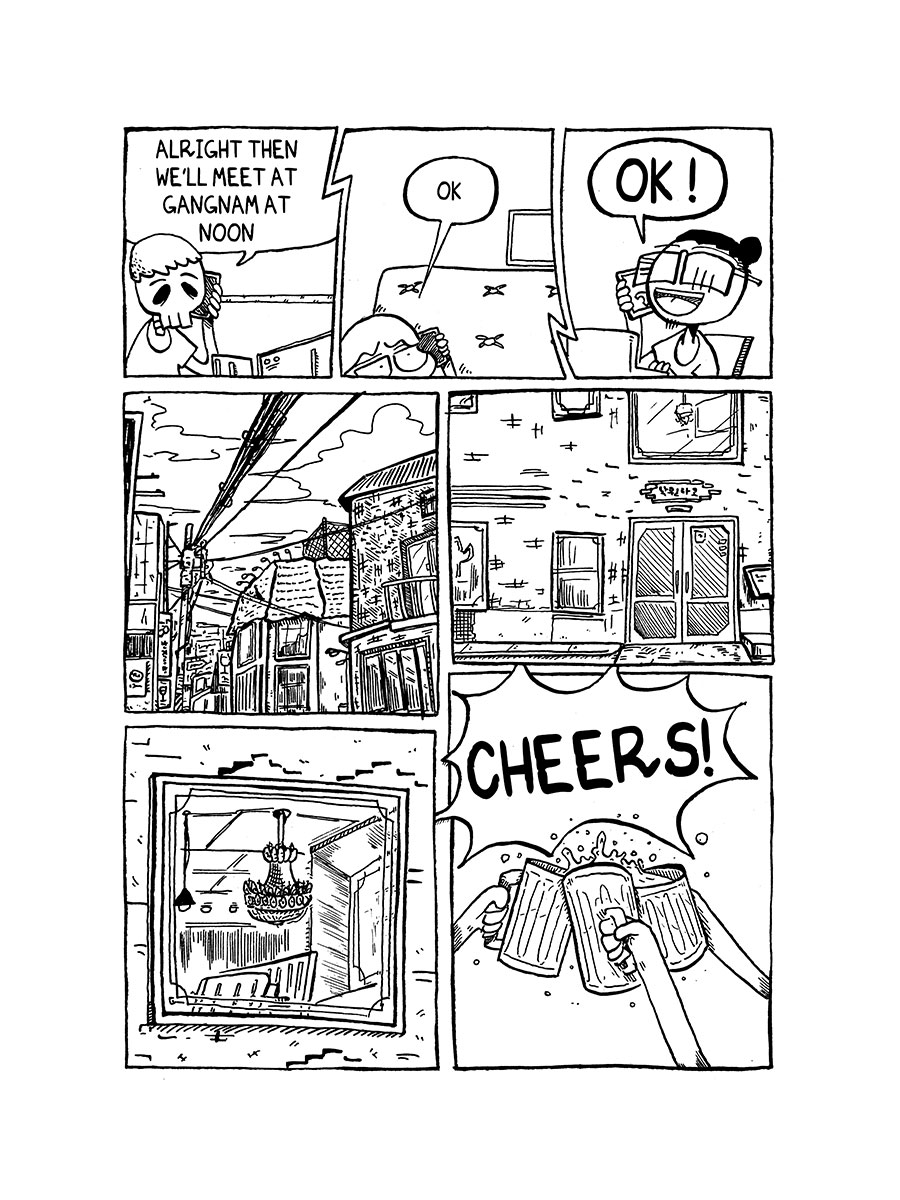 ALRIGHT THEN
WE'LL MEET AT
GANGNAM AT
NOON
OK
OK!
CHEERS!